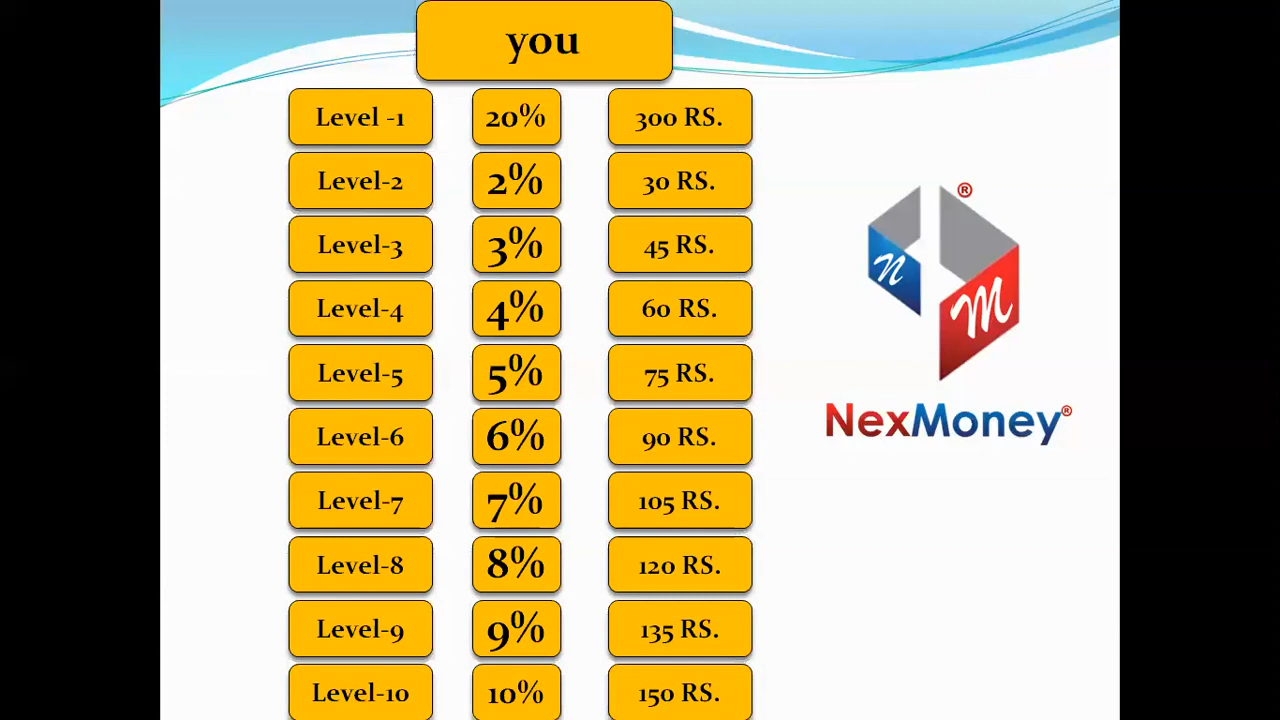 you
Level -1 20% 300 RS.
Level-2 2% 30 RS.
Level-3 3% 45 RS.
Level-4 4% 60 RS.
Level-5 5% 75 RS.
Level-6 6% 90 RS.
Level-7 7% 105 RS.
Level-8 8% 120 RS.
Level-9 9% 135 RS.
Level-10 10% 150 RS.
®
n
m
NexMoney®